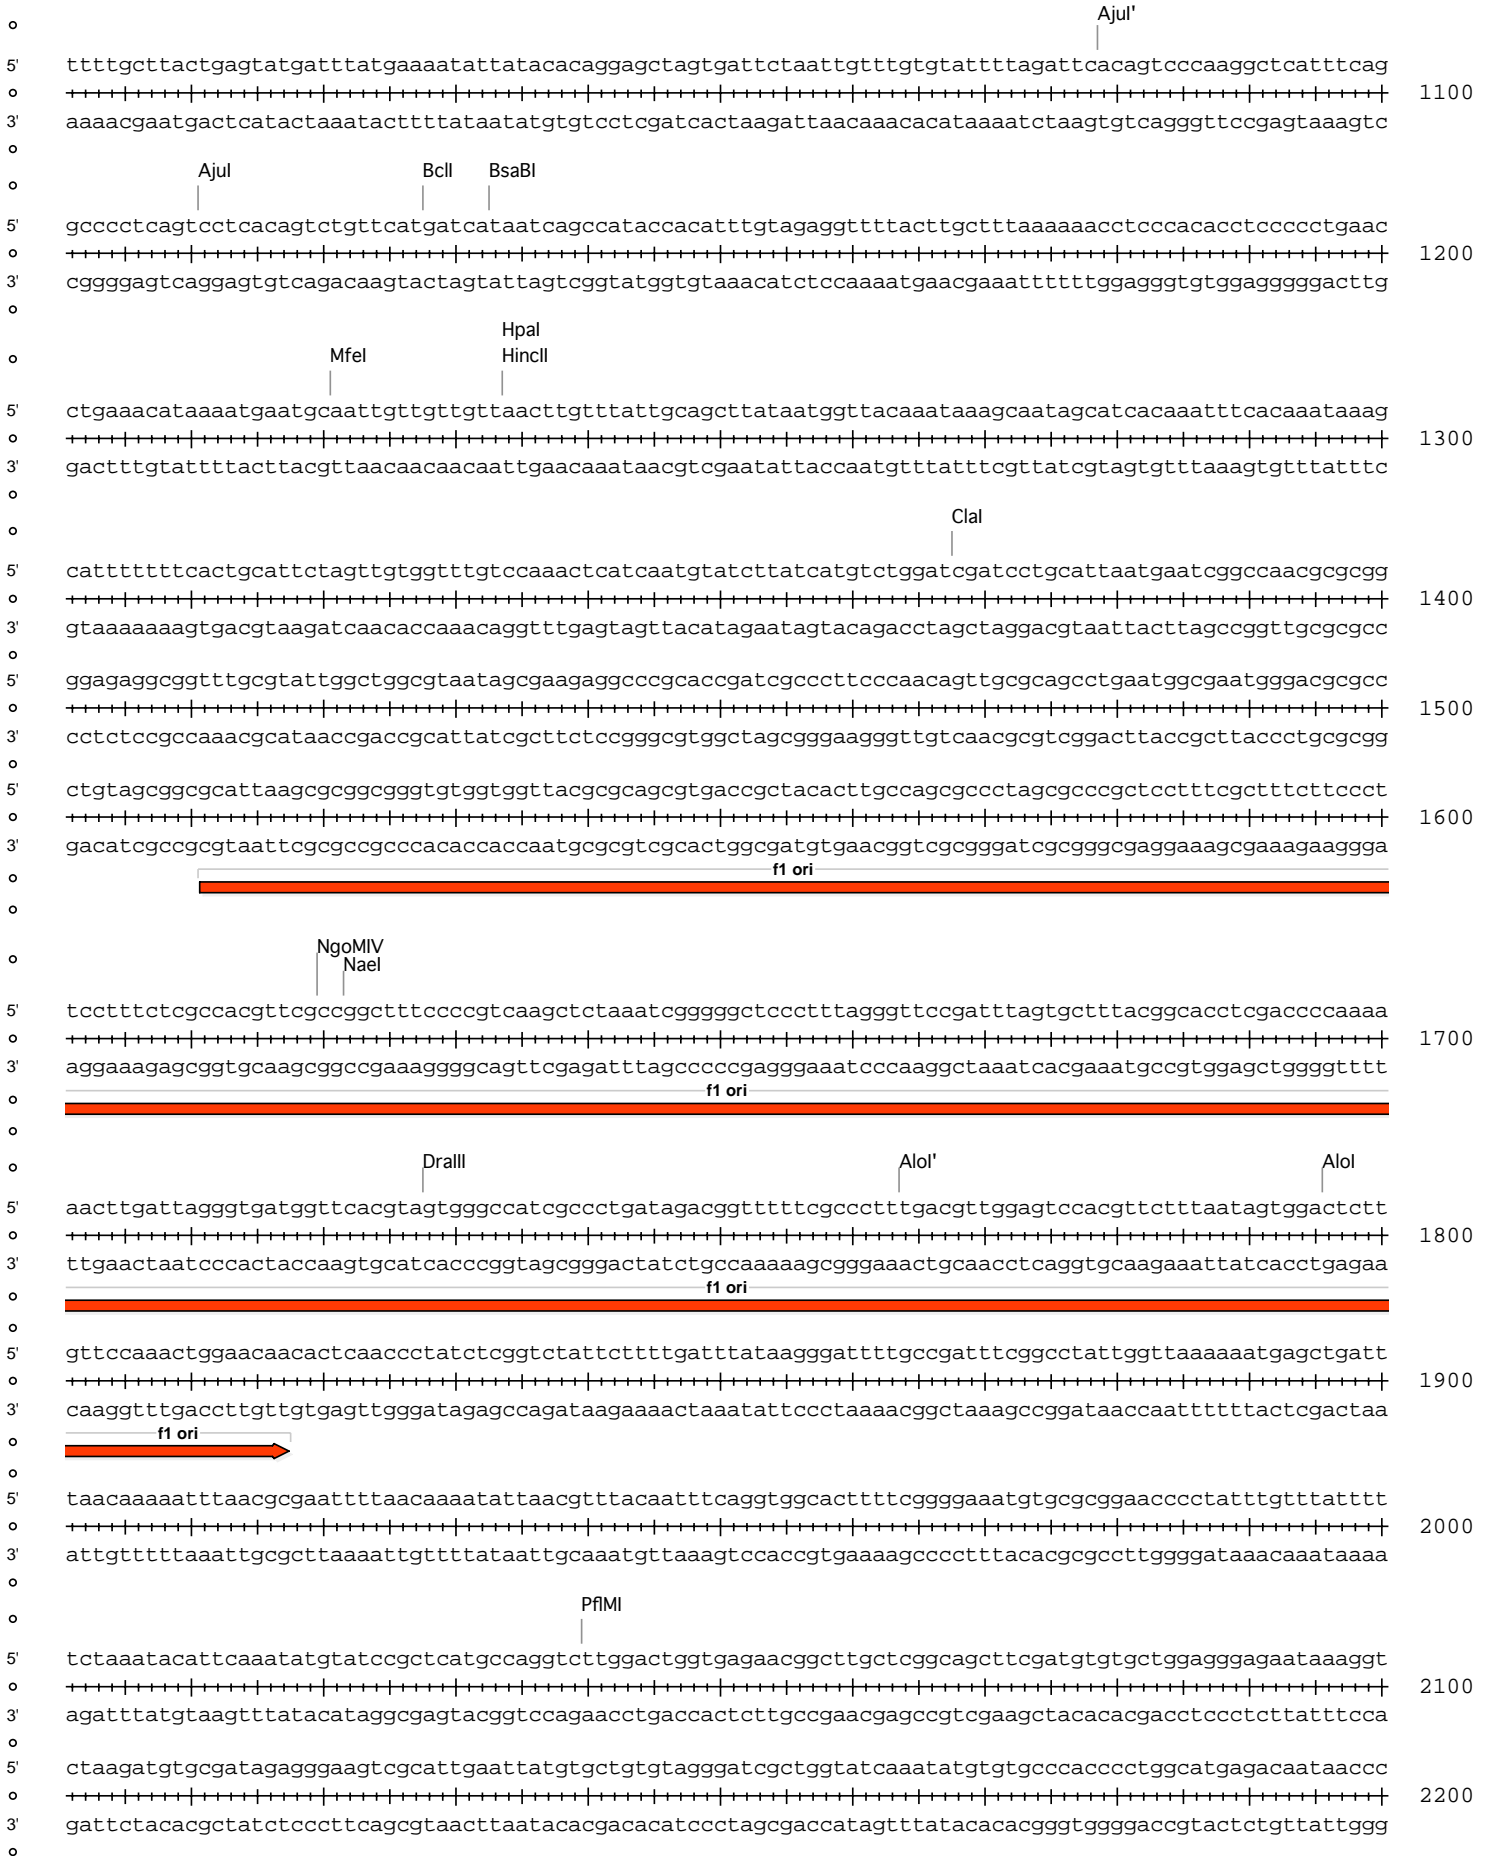 AjuI'
5' ttttgcttactgagtatgatttatgaaaatattatacacaggagctagtgattctaattgtttgtgtattttagattcacagtcccaaggctcatttcag
1100
3' aaaacgaatgactcatactaaatacttttataatatgtgtcctcgatcactaagattaacaaacacataaaatctaagtgtcagggttccgagtaaagtc
AjuI BclI BsaBI
5' gcccctcagtcctcacagtctgttcatgatcataatcagccataccacatttgtagaggttttacttgctttaaaaaacctcccacacctccccctgaac
1200
3' cggggagtcaggagtgtcagacaagtactagtattagtcggtatggtgtaaacatctccaaaatgaacgaaattttttggagggtgtggagggggacttg
HpaI
MfeI HincII
5' ctgaaacataaaatgaatgcaattgttgttgttaacttgtttattgcagcttataatggttacaaataaagcaatagcatcacaaatttcacaaataaag
1300
3' gactttgtattttacttacgttaacaacaacaattgaacaaataacgtcgaatattaccaatgtttatttcgttatcgtagtgtttaaagtgtttatttc
ClaI
5' catttttttcactgcattctagttgtggtttgtccaaactcatcaatgtatcttatcatgtctggatcgatcctgcattaatgaatcggccaacgcgcgg
1400
3' gtaaaaaaagtgacgtaagatcaacaccaaacaggtttgagtagttacatagaatagtacagacctagctaggacgtaattacttagccggttgcgcgcc
5' ggagaggcggtttgcgtattggctggcgtaatagcgaagaggcccgcaccgatcgcccttcccaacagttgcgcagcctgaatggcgaatgggacgcgcc
1500
3' cctctccgccaaacgcataaccgaccgcattatcgcttctccgggcgtggctagcgggaagggttgtcaacgcgtcggacttaccgcttaccctgcgcgg
5' ctgtagcggcgcattaagcgcggcgggtgtggtggttacgcgcagcgtgaccgctacacttgccagcgccctagcgcccgctcctttcgctttcttccct
1600
3' gacatcgccgcgtaattcgcgccgcccacaccaccaatgcgcgtcgcactggcgatgtgaacggtcgcgggatcgcgggcgaggaaagcgaaagaaggga
f1 ori
NgoMIV
NaeI
5' tcctttctcgccacgttcgccggctttccccgtcaagctctaaatcgggggctccctttagggttccgatttagtgctttacggcacctcgaccccaaaa
1700
3' aggaaagagcggtgcaagcggccgaaaggggcagttcgagatttagcccccgagggaaatcccaaggctaaatcacgaaatgccgtggagctggggtttt
f1 ori
DraIII AloI' AloI
5' aacttgattagggtgatggttcacgtagtgggccatcgccctgatagacggtttttcgccctttgacgttggagtccacgttctttaatagtggactctt
1800
3' ttgaactaatcccactaccaagtgcatcacccggtagcgggactatctgccaaaaagcgggaaactgcaacctcaggtgcaagaaattatcacctgagaa
f1 ori
5' gttccaaactggaacaacactcaaccctatctcggtctattcttttgatttataagggattttgccgatttcggcctattggttaaaaaatgagctgatt
1900
3' caaggtttgaccttgttgtgagttgggatagagccagataagaaaactaaatattccctaaaacggctaaagccggataaccaattttttactcgactaa
f1 ori
5' taacaaaaatttaacgcgaattttaacaaaatattaacgtttacaatttcaggtggcacttttcggggaaatgtgcgcggaacccctatttgtttatttt
2000
3' attgtttttaaattgcgcttaaaattgttttataattgcaaatgttaaagtccaccgtgaaaagcccctttacacgcgccttggggataaacaaataaaa
PflMI
5' tctaaatacattcaaatatgtatccgctcatgccaggtcttggactggtgagaacggcttgctcggcagcttcgatgtgtgctggagggagaataaaggt
2100
3' agatttatgtaagtttatacataggcgagtacggtccagaacctgaccactcttgccgaacgagccgtcgaagctacacacgacctccctcttatttcca
5' ctaagatgtgcgatagagggaagtcgcattgaattatgtgctgtgtagggatcgctggtatcaaatatgtgtgcccacccctggcatgagacaataaccc
2200
3' gattctacacgctatctcccttcagcgtaacttaatacacgacacatccctagcgaccatagtttatacacacgggtggggaccgtactctgttattggg